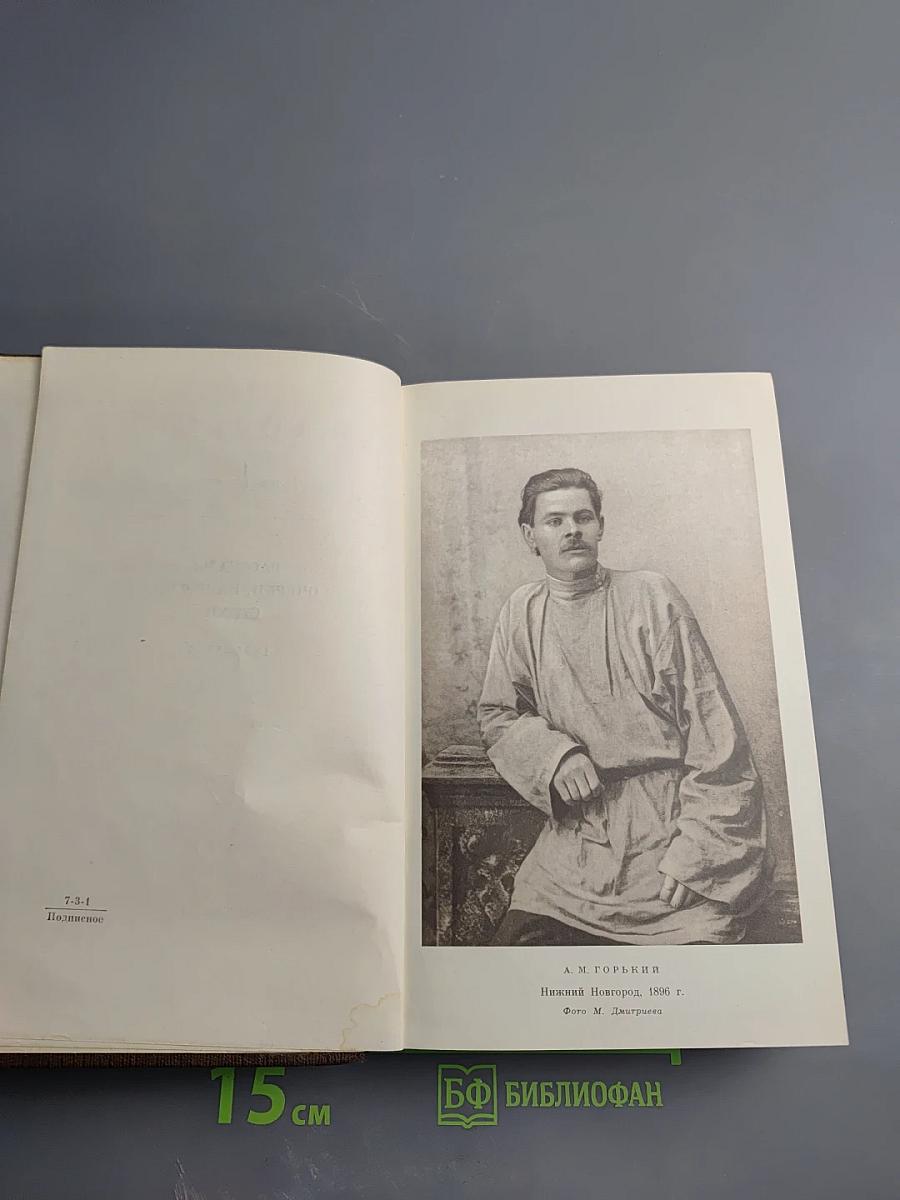 7-3-1
Подписное
А. М. ГОРЬКИЙ
Нижний Новгород, 1896 г.
Фото М. Дмитриева
15 см
БФ БИБЛИОФАН